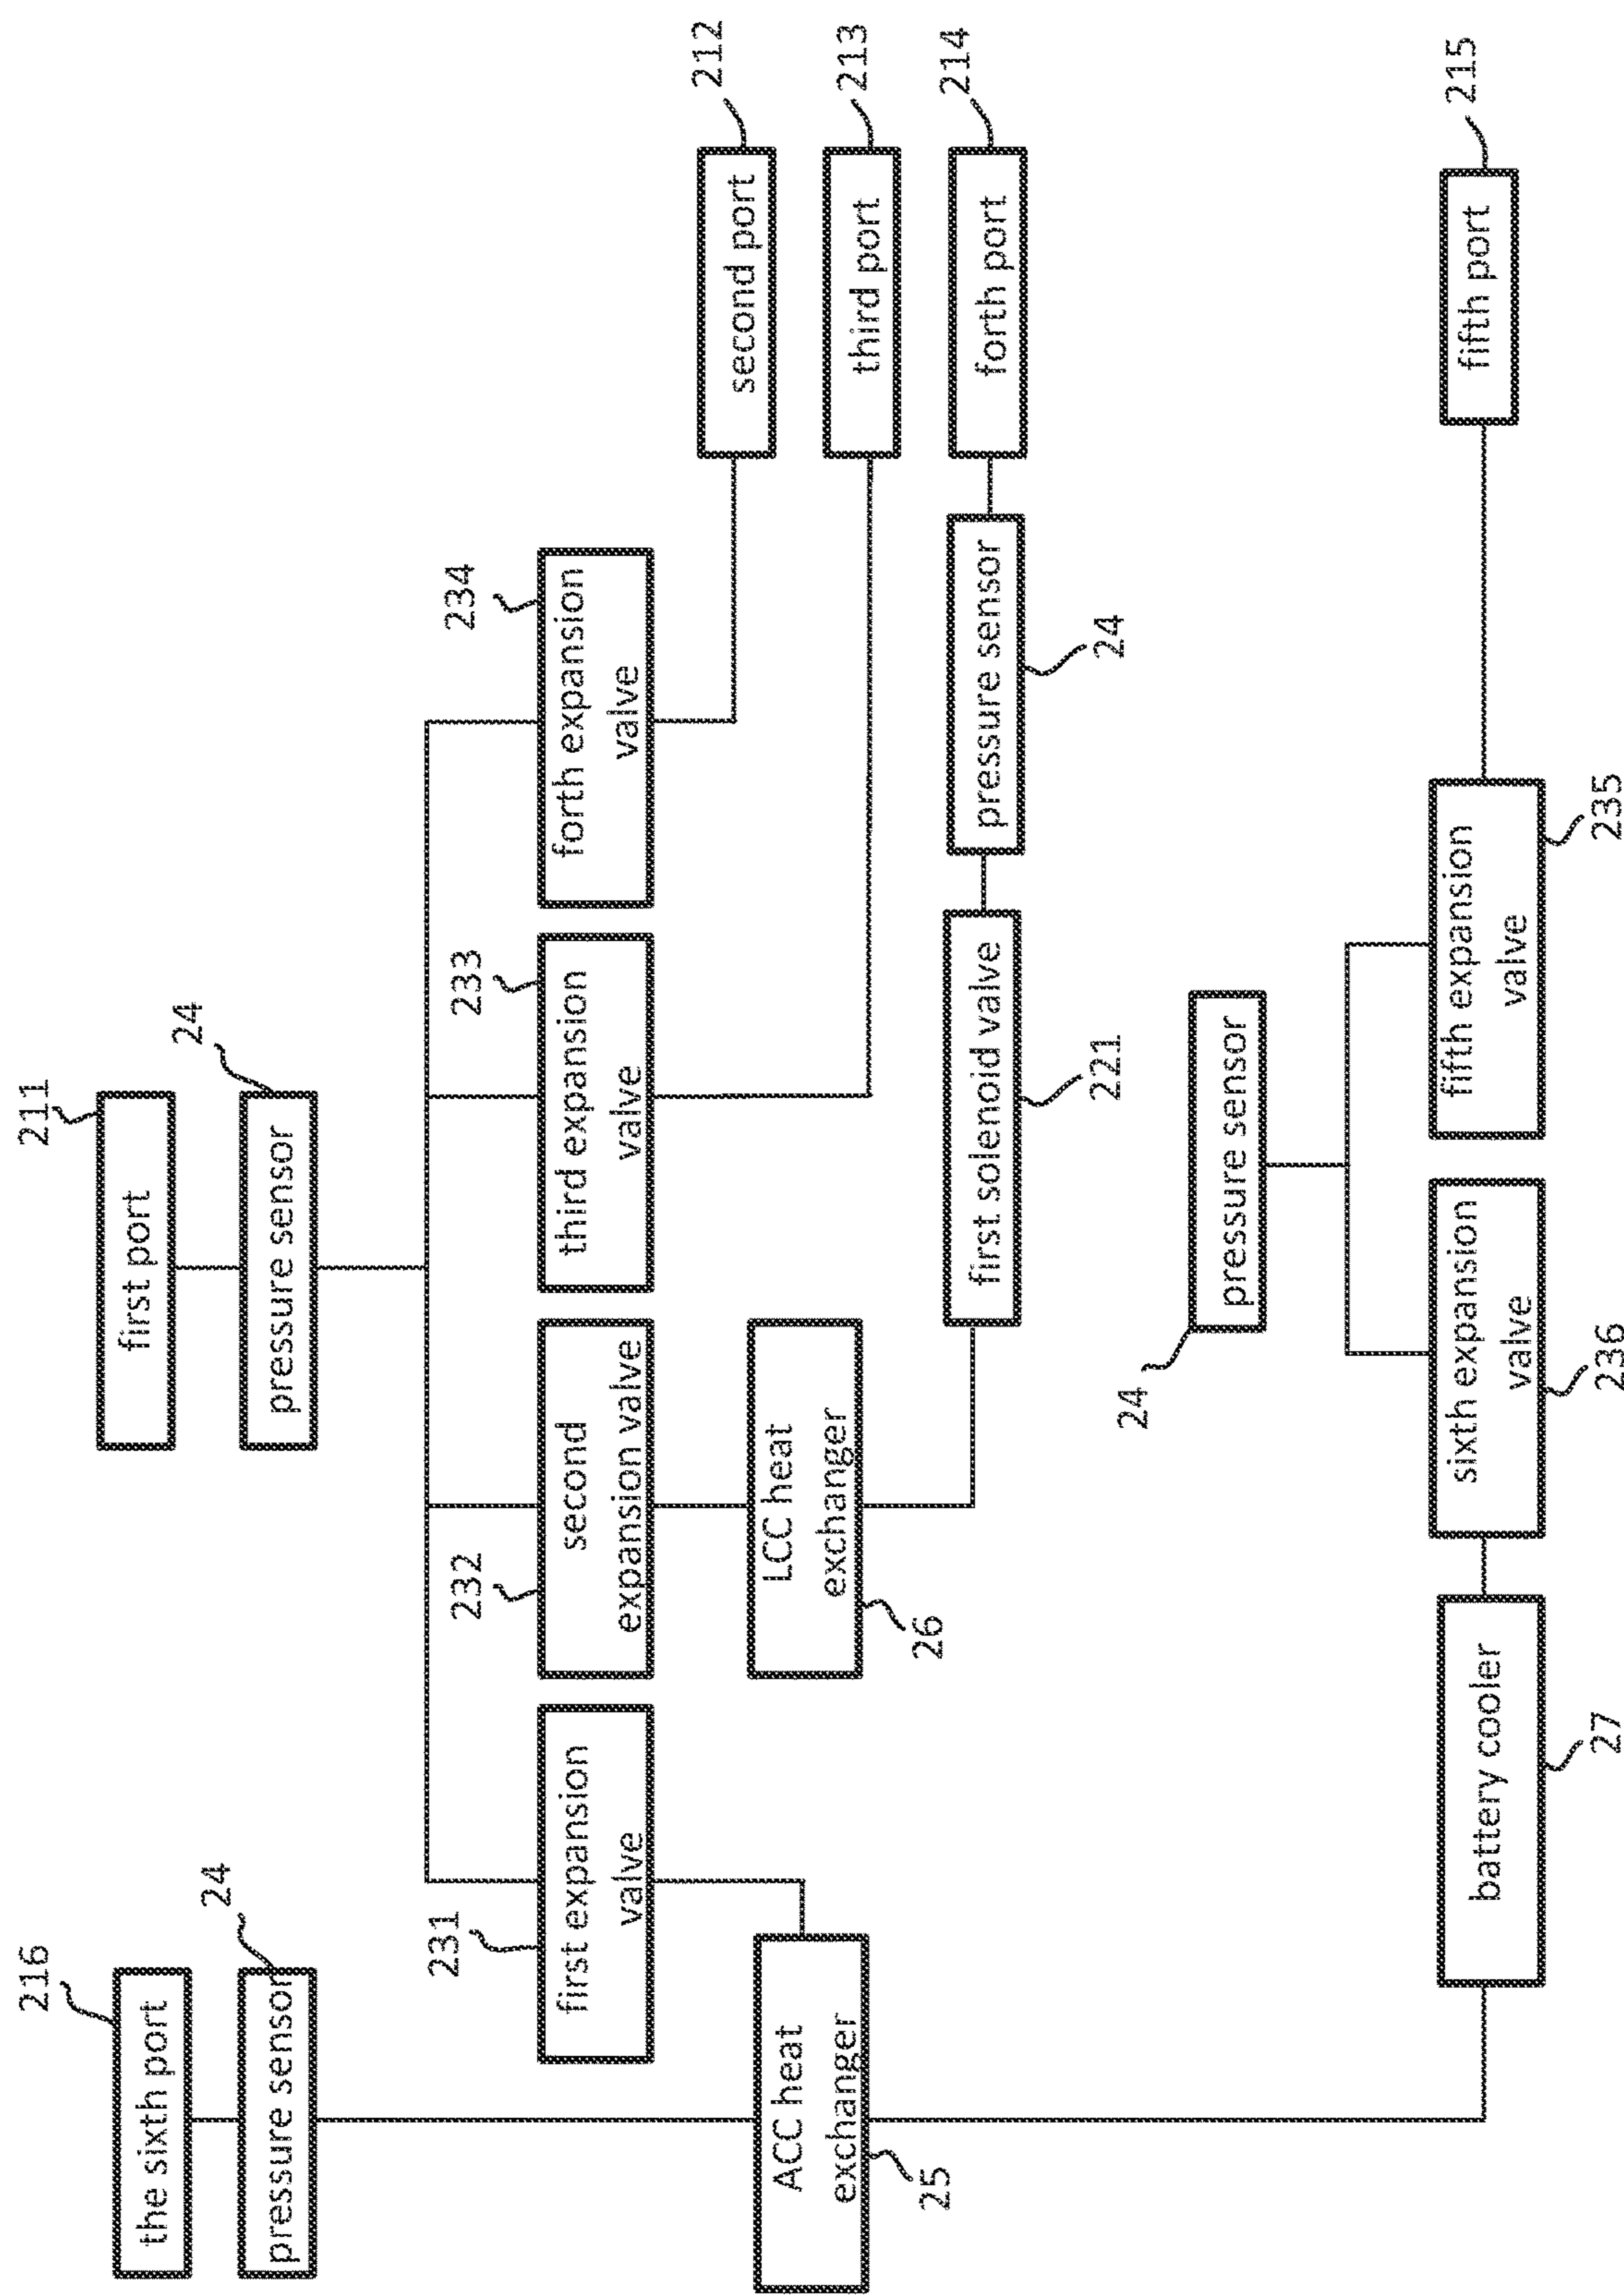 216
the sixth port
24
pressure sensor
231
first expansion
valve
ACC heat
exchanger
25
211
first port
24
pressure sensor
232
second
expansion valve
LCC heat
exchanger
26
233
third expansion
valve
234
forth expansion
valve
second port
212
third port
213
first solenoid valve
221
pressure sensor
24
forth port
214
24
pressure sensor
battery cooler
27
sixth expansion
valve
236
fifth expansion
valve
235
fifth port
215